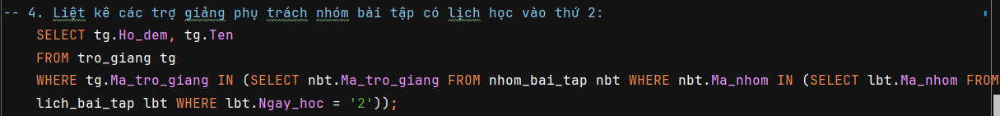 -- 4. Liệt kê các trợ giảng phụ trách nhóm bài tập có lịch học vào thứ 2:
SELECT tg.Ho_dem, tg.Ten
FROM tro_giang tg
WHERE tg.Ma_tro_giang IN (SELECT nbt.Ma_tro_giang FROM nhom_bai_tap nbt WHERE nbt.Ma_nhom IN (SELECT lbt.Ma_nhom FROM
lich_bai_tap lbt WHERE lbt.Ngay_hoc = '2'));